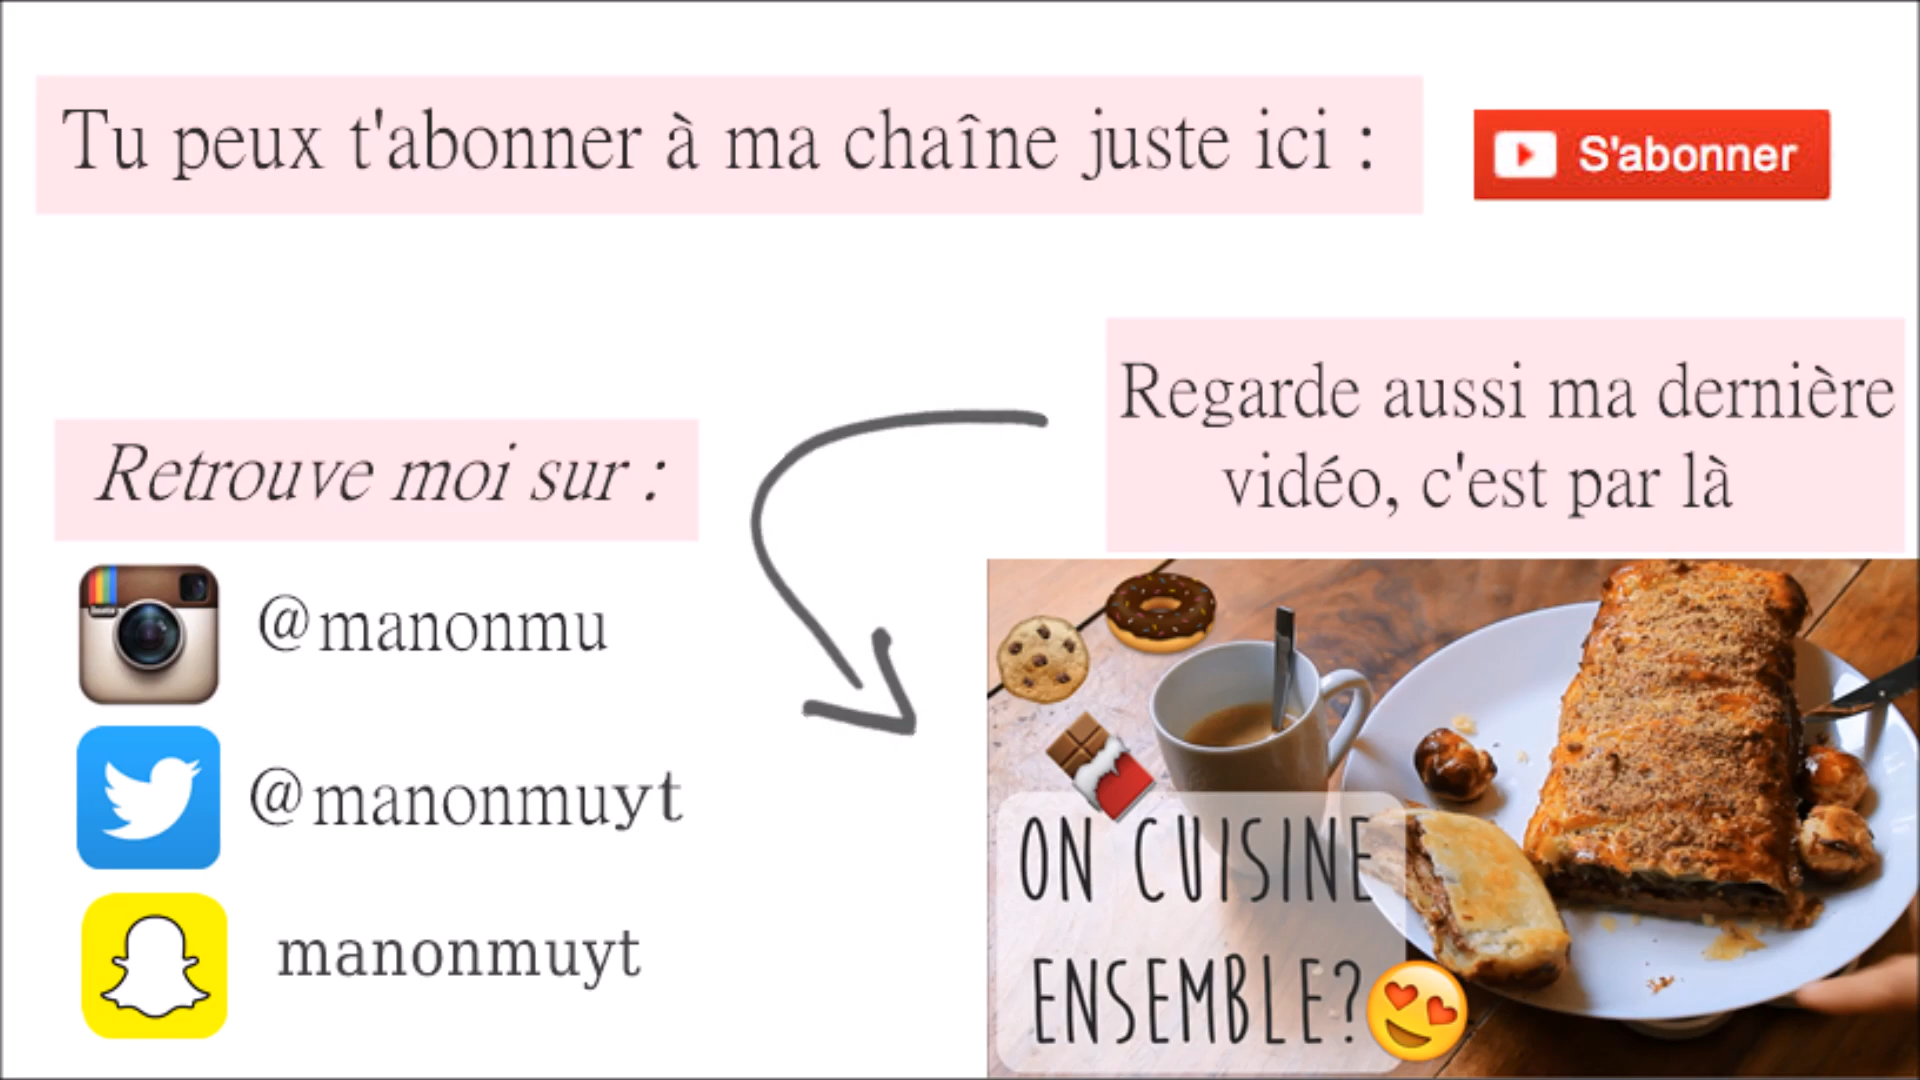 Tu peux t'abonner à ma chaîne juste ici :
S'abonner
Regarde aussi ma dernière
vidéo, c'est par là
Retrouve moi sur :
@manonmu
@manonmuyt
manonmuyt
ON CUISINE
ENSEMBLE?